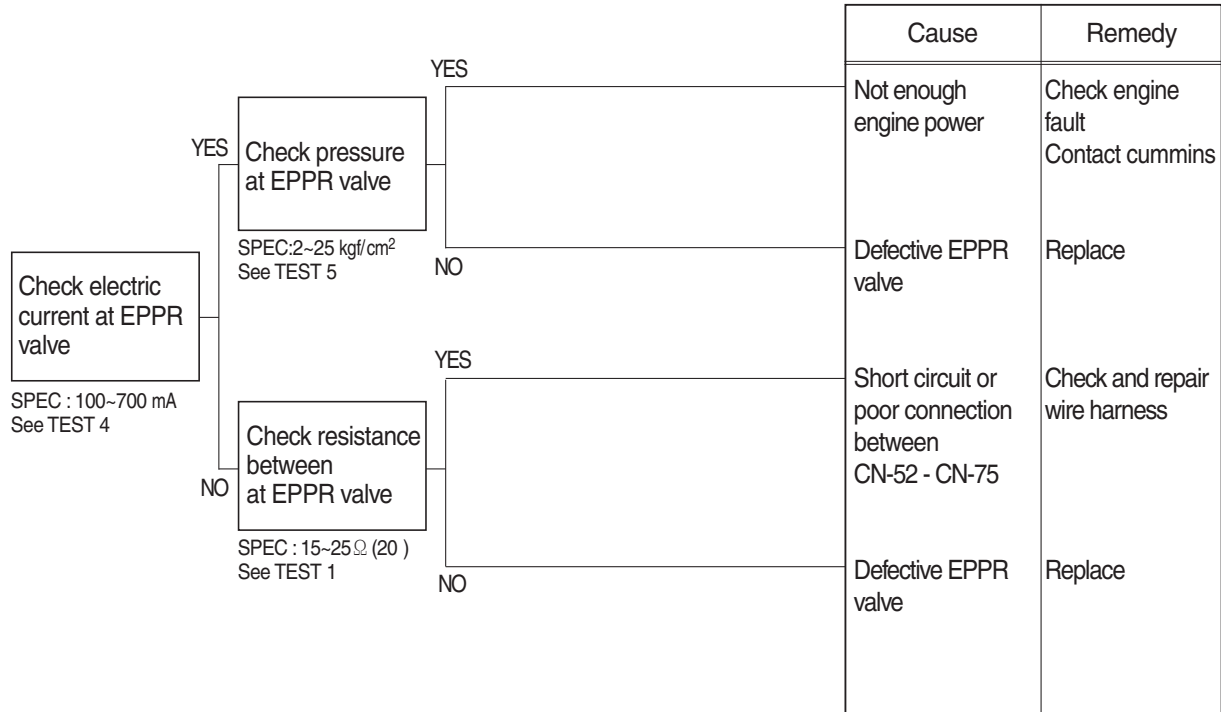 Cause
Remedy
YES
Not enough
engine power
Check engine
fault
Contact cummins
YES
Check pressure
at EPPR valve
SPEC:2~25 kgf/cm²
See TEST 5
NO
Defective EPPR
valve
Replace
Check electric
current at EPPR
valve
SPEC : 100~700 mA
See TEST 4
YES
Short circuit or
poor connection
between
CN-52 - CN-75
Check and repair
wire harness
NO
Check resistance
between
at EPPR valve
SPEC : 15~25Ω (20 )
See TEST 1
NO
Defective EPPR
valve
Replace